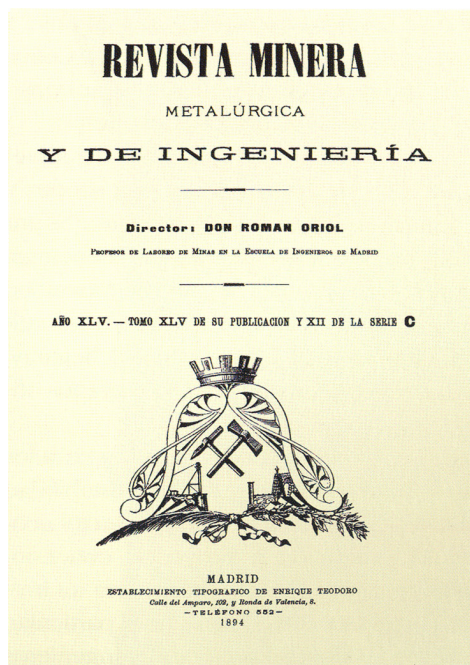 REVISTA MINERA
METALÚRGICA
Y DE INGENIERÍA
Director: DON ROMAN ORIOL
PROFESOR DE LABOREO DE MINAS EN LA ESCUELA DE INGENIEROS DE MADRID
AÑO XLV. — TOMO XLV DE SU PUBLICACION Y XII DE LA SERIE C
MADRID
ESTABLECIMIENTO TIPOGRAFICO DE ENRIQUE TEODORO
Calle del Amparo, 102, y Ronda de Valencia, 8.
—TELÉFONO 552—
1894